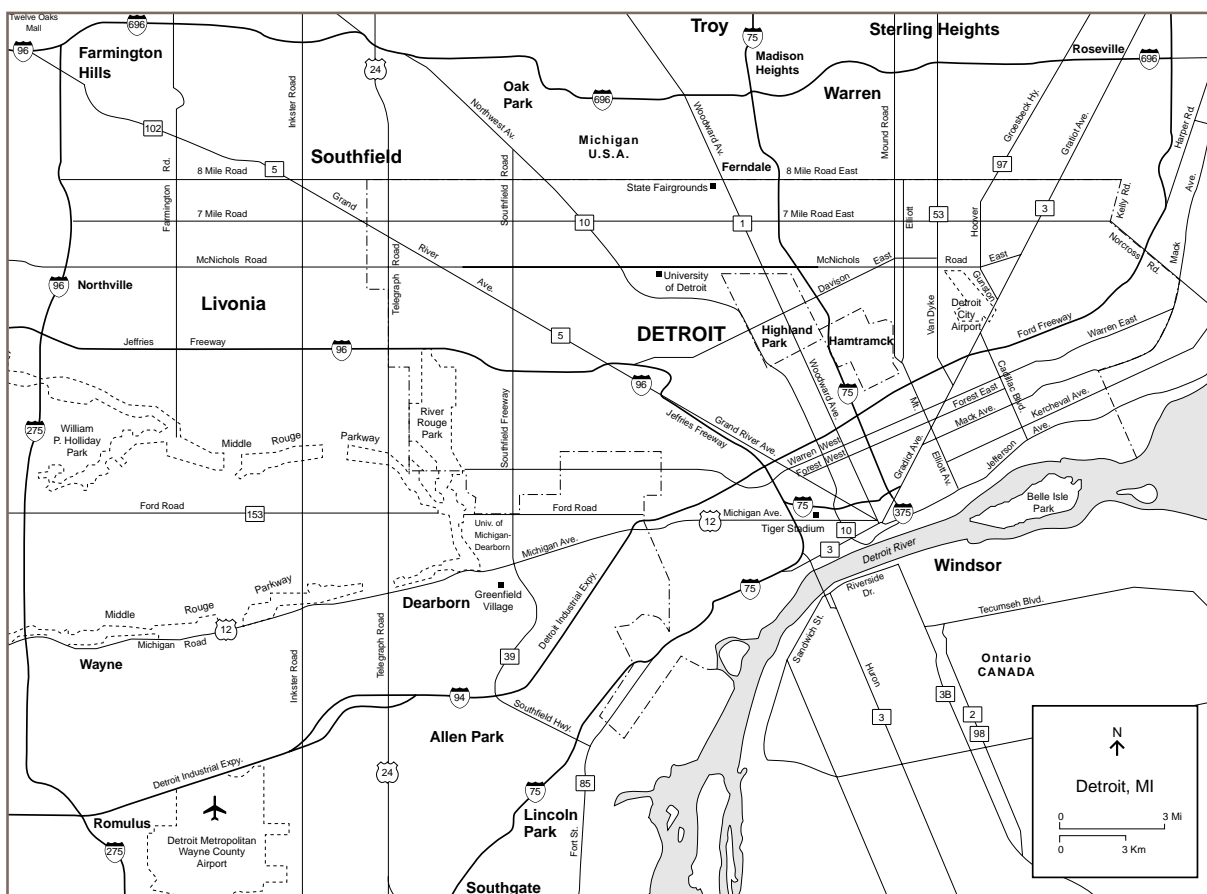 Twelve Oaks
Mall
696
96
Farmington
Hills
24
Troy
75
Madison
Heights
Sterling Heights
Roseville
696
Oak
Park
696
Warren
Inkster Road
Northwest Av.
Woodward Av.
Mound Road
Groesbeck Hy.
Gratiot Ave.
Harper Rd.
102
Michigan
U.S.A.
Southfield
5
Farmington Rd.
Southfield Road
Ferndale
97
8 Mile Road
8 Mile Road East
State Fairgrounds
Grand
River
Ave.
7 Mile Road
10
1
7 Mile Road East
Elliott
53
Hoover
3
Kelly Rd.
Mack Ave.
Norcross Rd.
Telegraph Road
McNichols Road
McNichols Road East
Davison East
University
of Detroit
96
Northville
Livonia
Gunston
Detroit
City
Airport
Van Dyke
DETROIT
Highland
Park
Hamtramck
Ford Freeway
Warren East
Jeffries Freeway
96
5
96
Woodward Ave.
75
Mt.
Elliott Av.
Forest East
Cadillac Blvd.
Mack Ave.
Kercheval Ave.
Jefferson Ave.
Jeffries Freeway
Grand River Ave.
275
William
P. Holliday
Park
Middle Rouge Parkway
River
Rouge
Park
Southfield Freeway
Warren West
Forest West
Gradiot Ave.
Belle Isle
Park
Ford Road
153
Ford Road
Univ. of
Michigan-
Dearborn
Michigan Ave.
12
Michigan Ave.
75
Tiger Stadium
10
375
3
Detroit River
Windsor
Middle Rouge Parkway
12
Michigan Road
Wayne
Dearborn
Greenfield
Village
Detroit Industrial Expy.
75
Riverside
Dr.
Tecumseh Blvd.
Sandwich St.
Ontario
CANADA
Inkster Road
Telegraph Road
39
Huron
94
Southfield Hwy.
3B
3
2
98
Allen Park
Detroit Industrial Expy.
24
85
75
Lincoln
Park
Fort St.
Romulus
275
Detroit Metropolitan
Wayne County
Airport
Southgate
N
Detroit, MI
0 3 Mi
0 3 Km